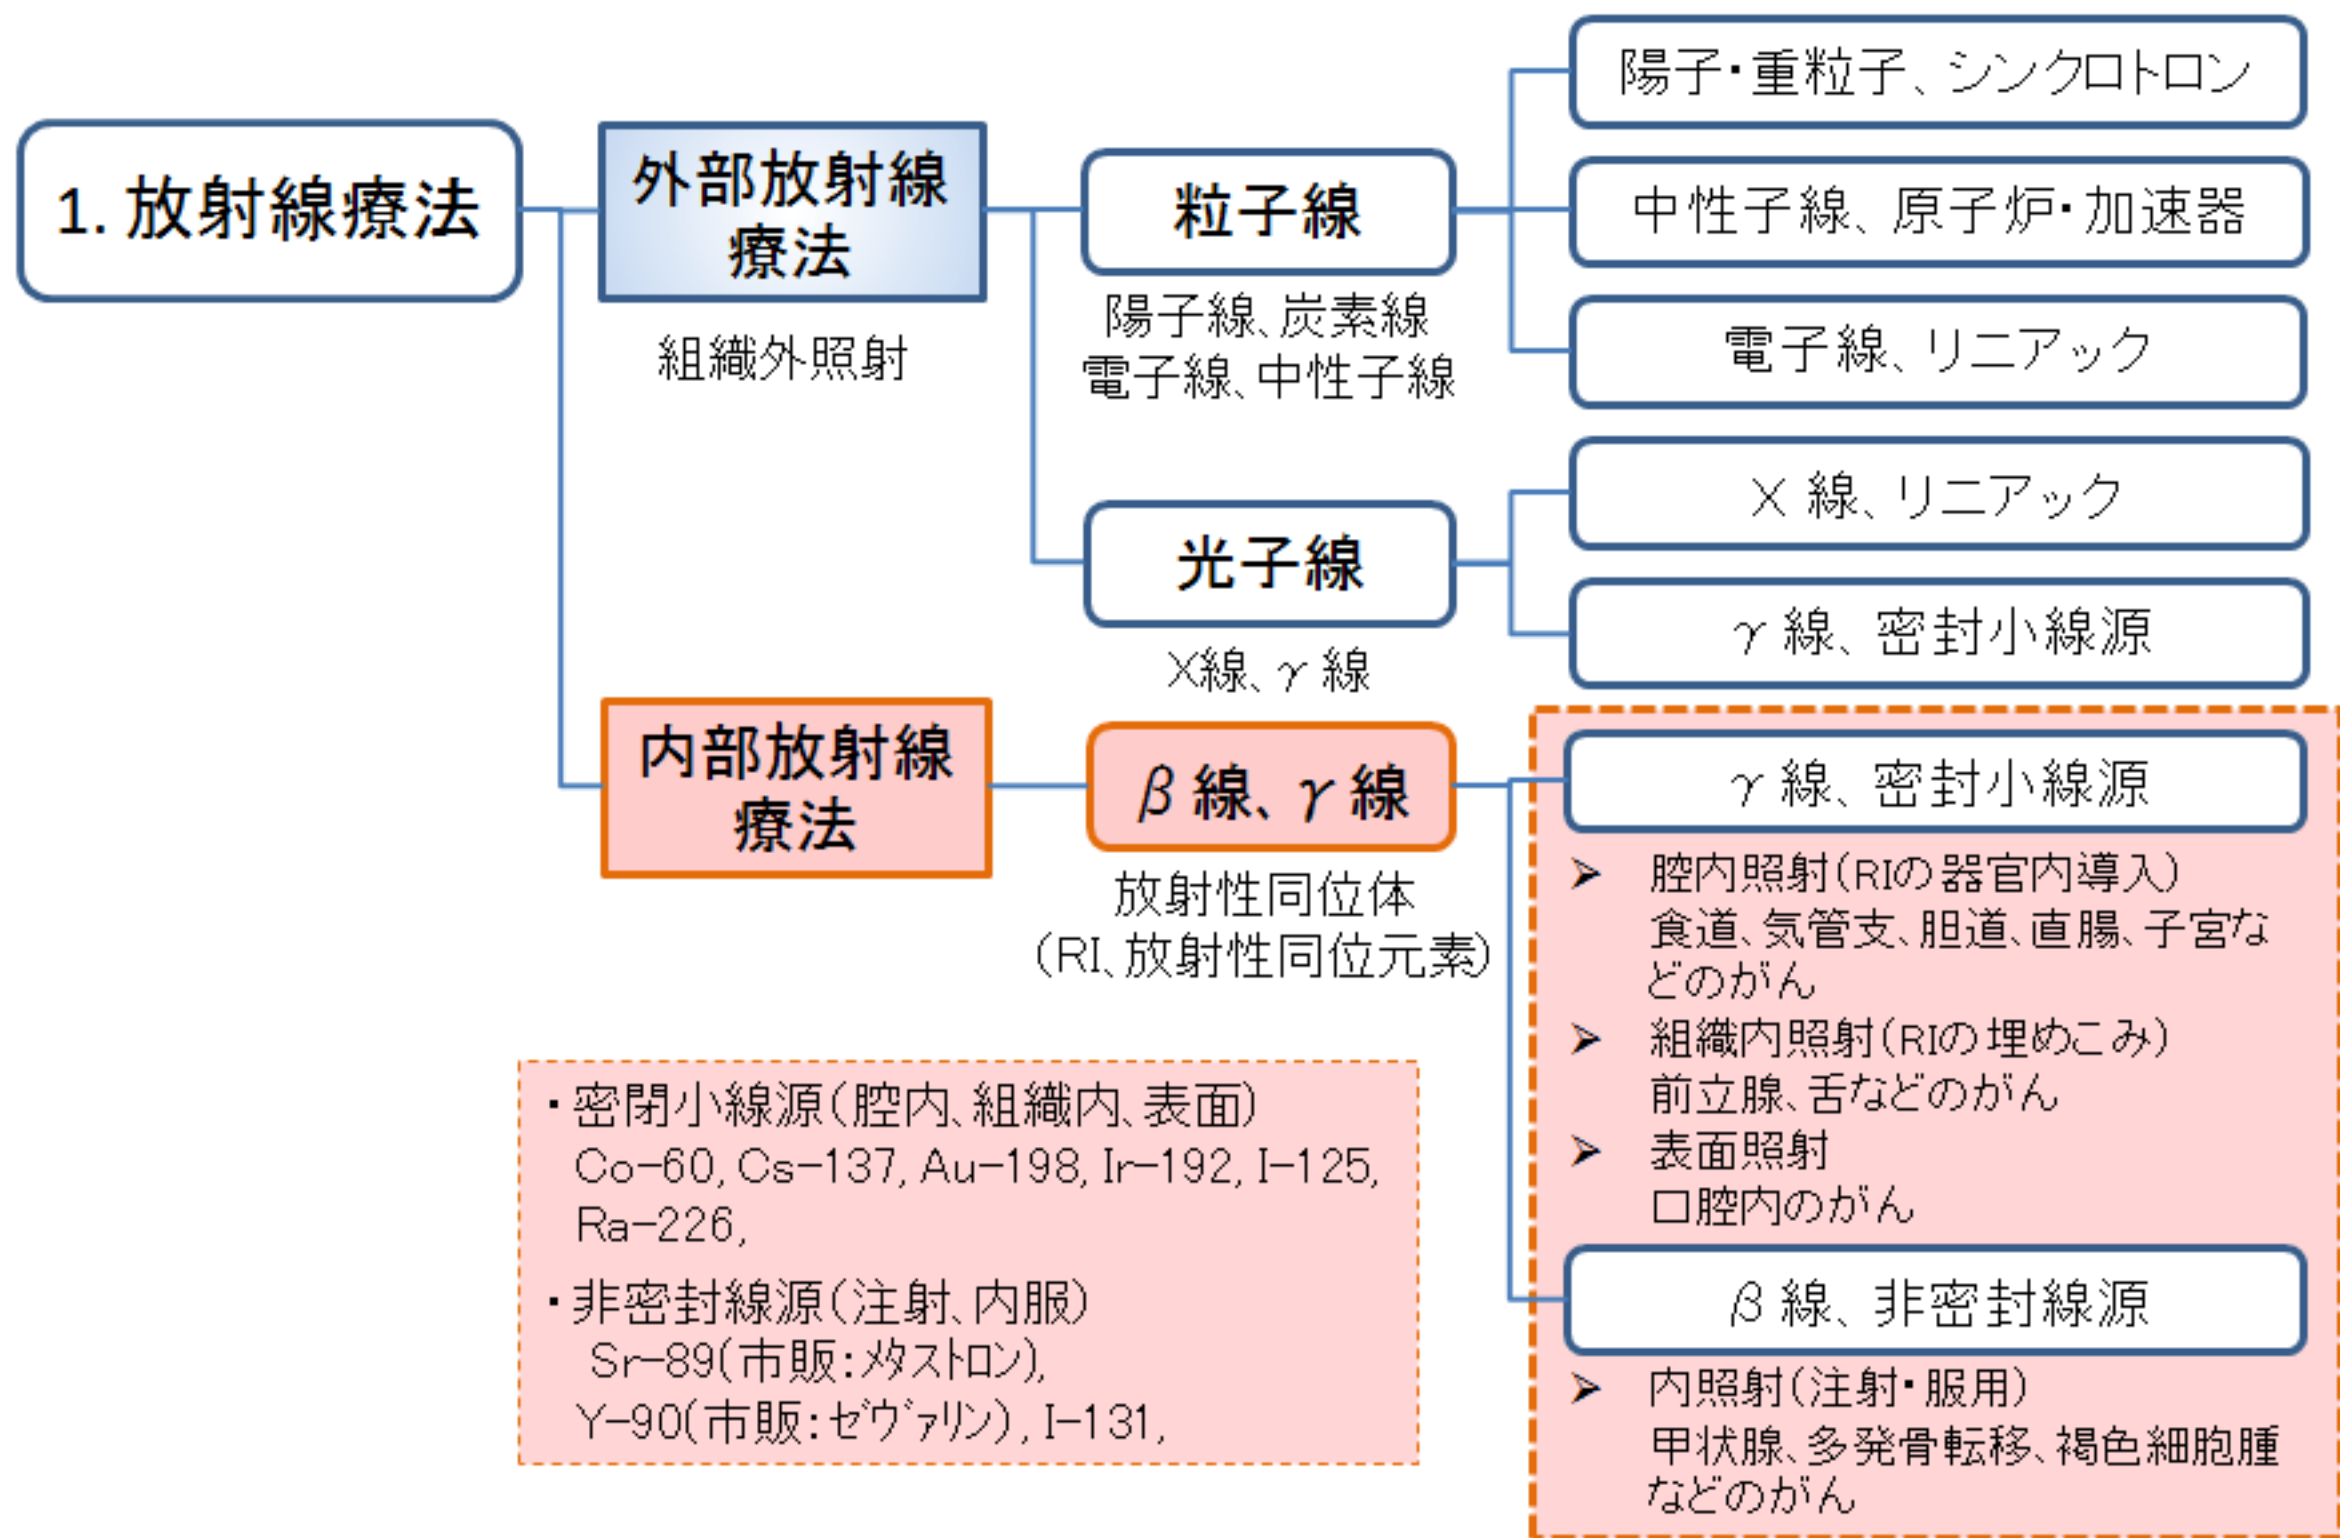 1. 放射線療法
外部放射線
療法
組織外照射
粒子線
陽子線、炭素線
電子線、中性子線
陽子・重粒子、シンクロトロン
中性子線、原子炉・加速器
電子線、リニアック
光子線
X線、γ 線
X 線、リニアック
γ 線、密封小線源
内部放射線
療法
β 線、γ 線
放射性同位体
(RI、放射性同位元素)
γ 線、密封小線源
➢ 腔内照射(RIの器官内導入)
食道、気管支、胆道、直腸、子宮な
どのがん
➢ 組織内照射(RIの埋めこみ)
前立腺、舌などのがん
➢ 表面照射
口腔内のがん
β 線、非密封線源
➢ 内照射(注射・服用)
甲状腺、多発骨転移、褐色細胞腫
などのがん
・密閉小線源(腔内、組織内、表面)
Co-60, Cs-137, Au-198, Ir-192, I-125,
Ra-226,
・非密封線源(注射、内服)
Sr-89(市販:ﾒﾀｽﾄﾛﾝ),
Y-90(市販:ｾﾞｳﾞｧﾘﾝ), I-131,